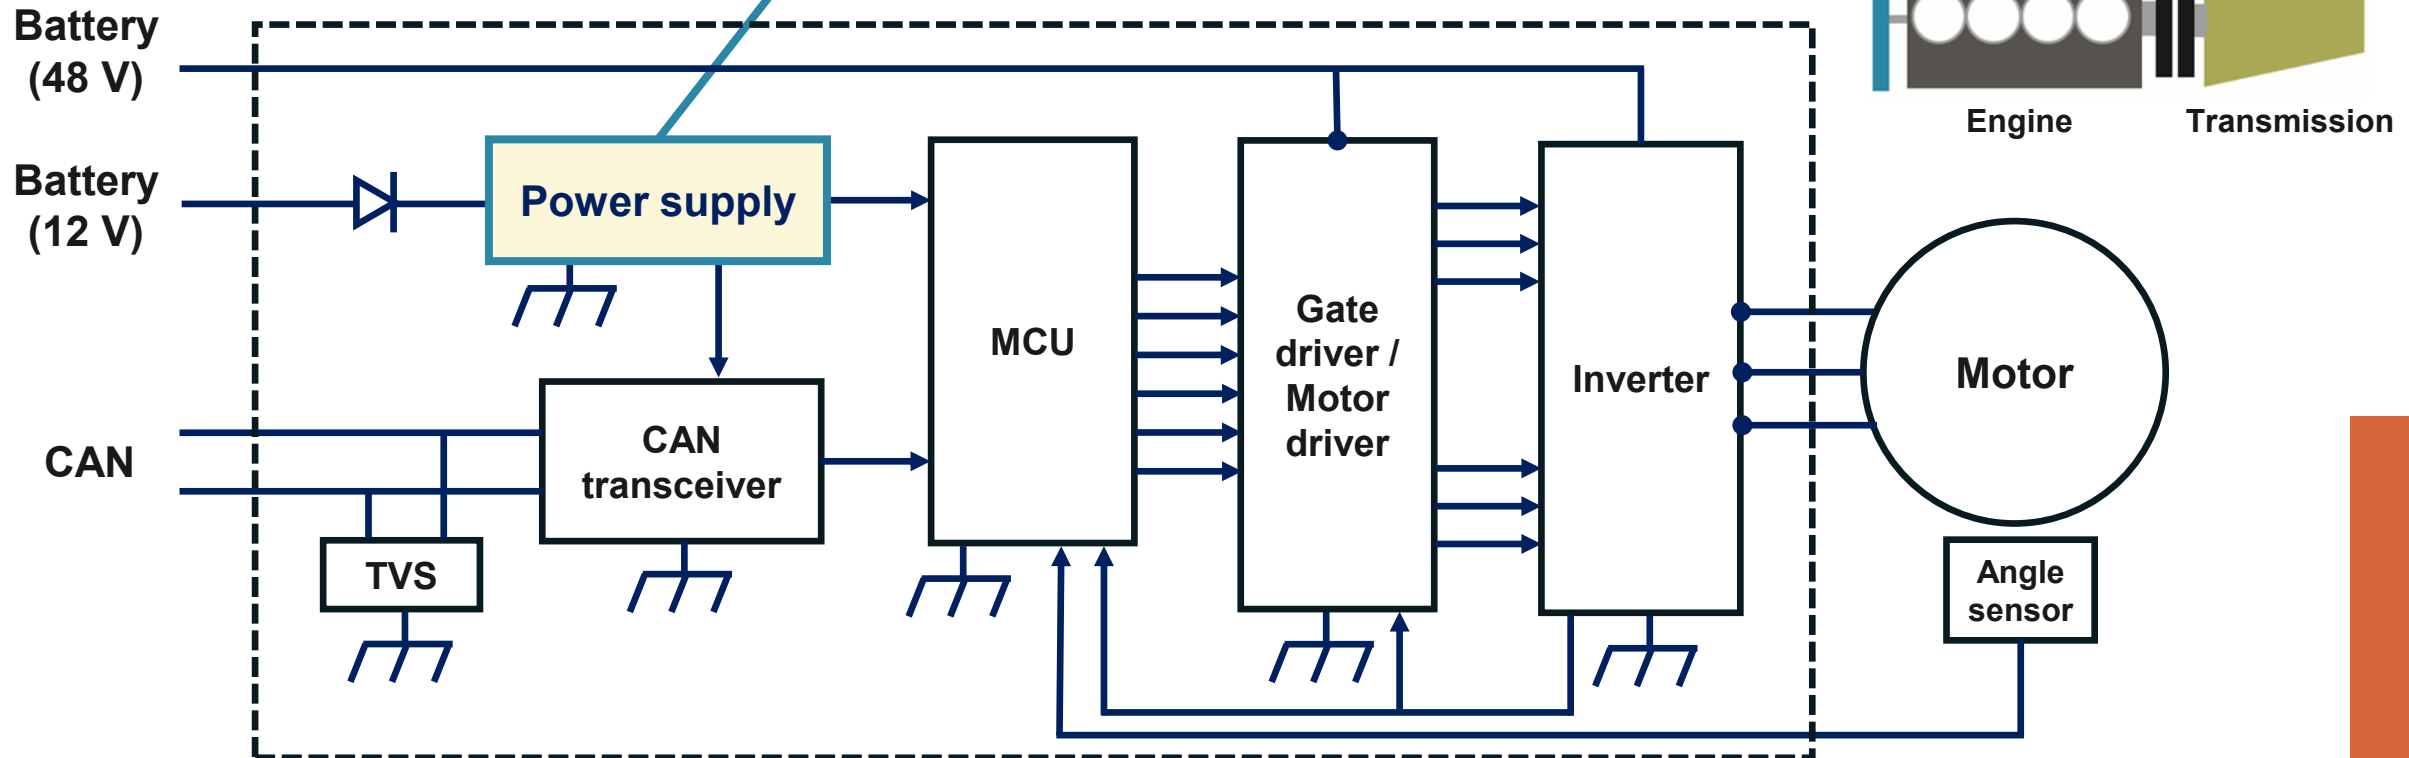 Battery
(48 V)
Engine
Transmission
Battery
(12 V)
Power supply
MCU
Gate
driver /
Motor
driver
Inverter
Motor
CAN
CAN
transceiver
TVS
Angle
sensor